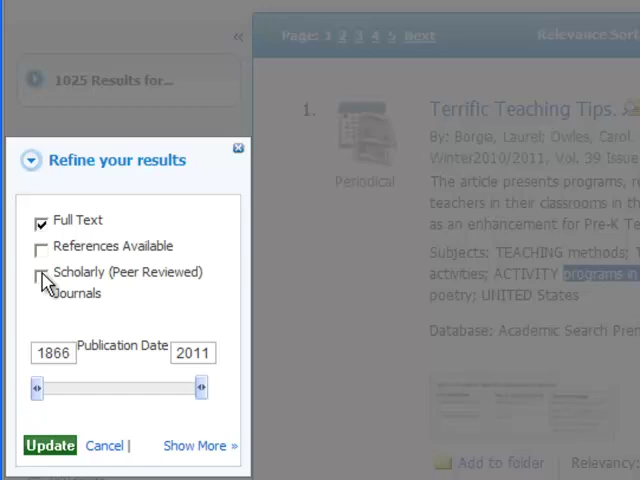 Page: 1 2 3 4 5 Next
Relevance Sort
1025 Results for...
1.
Terrific Teaching Tips.
By: Borgia, Laurel; Owles, Carol.
Winter2010/2011, Vol. 39 Issue
Periodical
The article presents programs, re
teachers in their classrooms in th
as an enhancement for Pre-K Te
Subjects: TEACHING methods; T
activities; ACTIVITY programs in
poetry; UNITED States
Database: Academic Search Prem
Add to folder
Relevancy:
Refine your results
Full Text
References Available
Scholarly (Peer Reviewed)
Journals
1866 Publication Date 2011
Update Cancel | Show More »